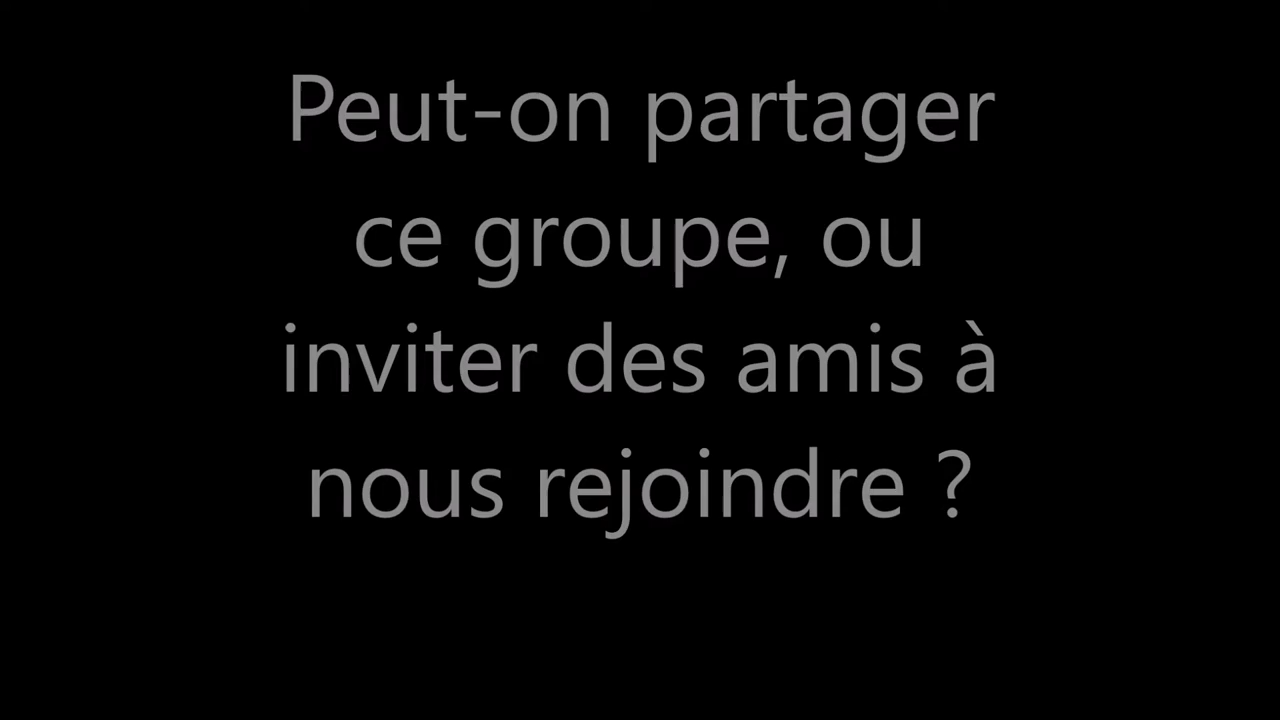 Peut-on partager
ce groupe, ou
inviter des amis à
nous rejoindre ?